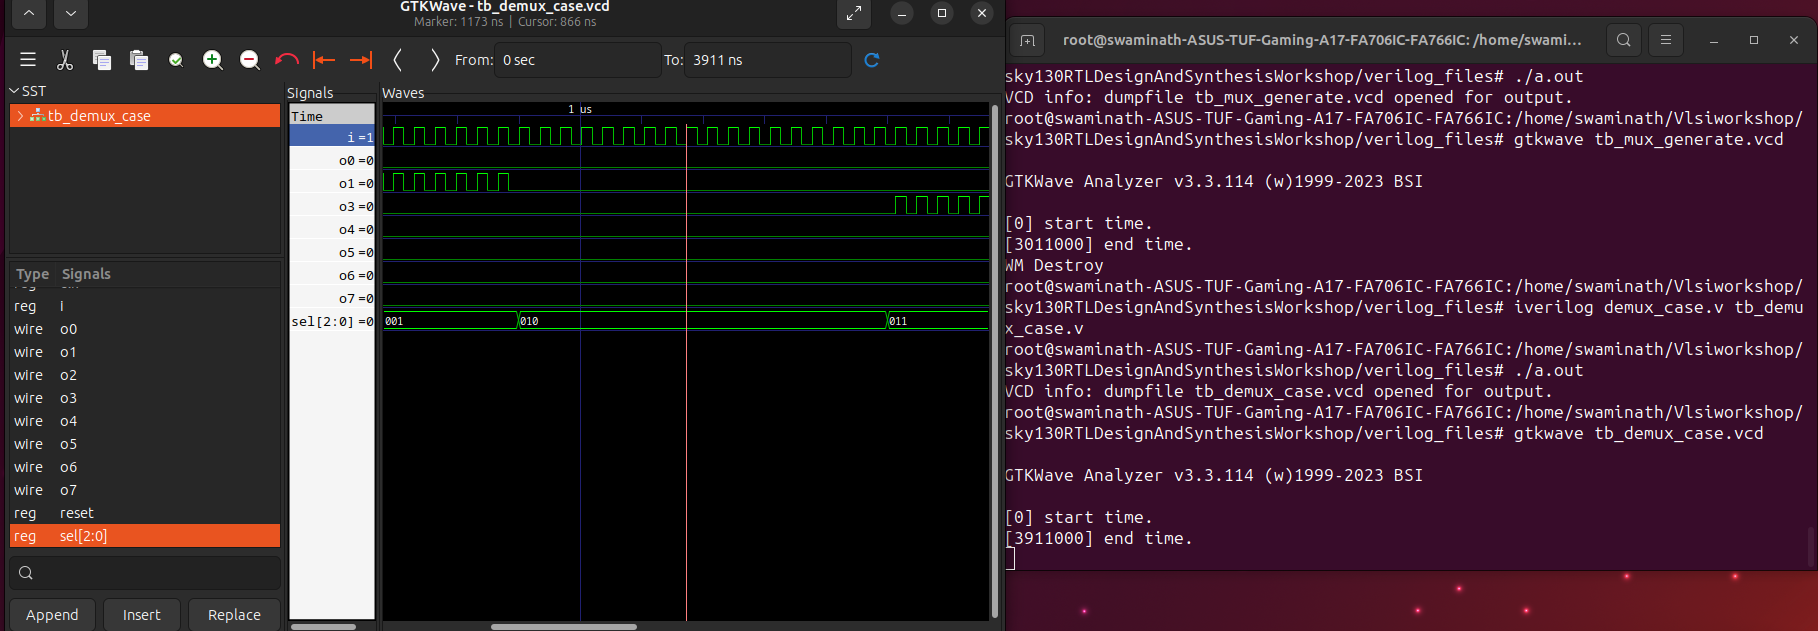 GTKWave - tb_demux_case.vcd
Marker: 1173 ns | Cursor: 866 ns
From: 0 sec To: 3911 ns
SST
tb_demux_case
Type Signals
reg i
wire o0
wire o1
wire o2
wire o3
wire o4
wire o5
wire o6
wire o7
reg reset
reg sel[2:0]
Append Insert Replace
Signals
Time
i =1
o0 =0
o1 =0
o3 =0
o4 =0
o5 =0
o6 =0
o7 =0
sel[2:0] =0
Waves
1 us
001 010 011
root@swaminath-ASUS-TUF-Gaming-A17-FA706IC-FA766IC: /home/swami...
sky130RTLDesignAndSynthesisWorkshop/verilog_files# ./a.out
VCD info: dumpfile tb_mux_generate.vcd opened for output.
root@swaminath-ASUS-TUF-Gaming-A17-FA706IC-FA766IC:/home/swaminath/Vlsiworkshop/
sky130RTLDesignAndSynthesisWorkshop/verilog_files# gtkwave tb_mux_generate.vcd
GTKWave Analyzer v3.3.114 (w)1999-2023 BSI
[0] start time.
[3011000] end time.
WM Destroy
root@swaminath-ASUS-TUF-Gaming-A17-FA706IC-FA766IC:/home/swaminath/Vlsiworkshop/
sky130RTLDesignAndSynthesisWorkshop/verilog_files# iverilog demux_case.v tb_demu
x_case.v
root@swaminath-ASUS-TUF-Gaming-A17-FA706IC-FA766IC:/home/swaminath/Vlsiworkshop/
sky130RTLDesignAndSynthesisWorkshop/verilog_files# ./a.out
VCD info: dumpfile tb_demux_case.vcd opened for output.
root@swaminath-ASUS-TUF-Gaming-A17-FA706IC-FA766IC:/home/swaminath/Vlsiworkshop/
sky130RTLDesignAndSynthesisWorkshop/verilog_files# gtkwave tb_demux_case.vcd
GTKWave Analyzer v3.3.114 (w)1999-2023 BSI
[0] start time.
[3911000] end time.